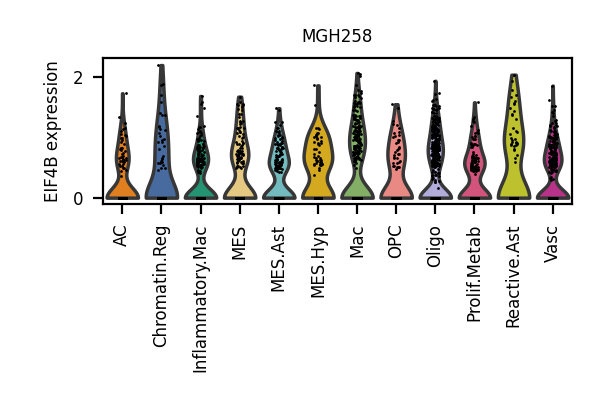 MGH258
EIF4B expression
2
0
AC
Chromatin.Reg
Inflammatory.Mac
MES
MES.Ast
MES.Hyp
Mac
OPC
Oligo
Prolif.Metab
Reactive.Ast
Vasc